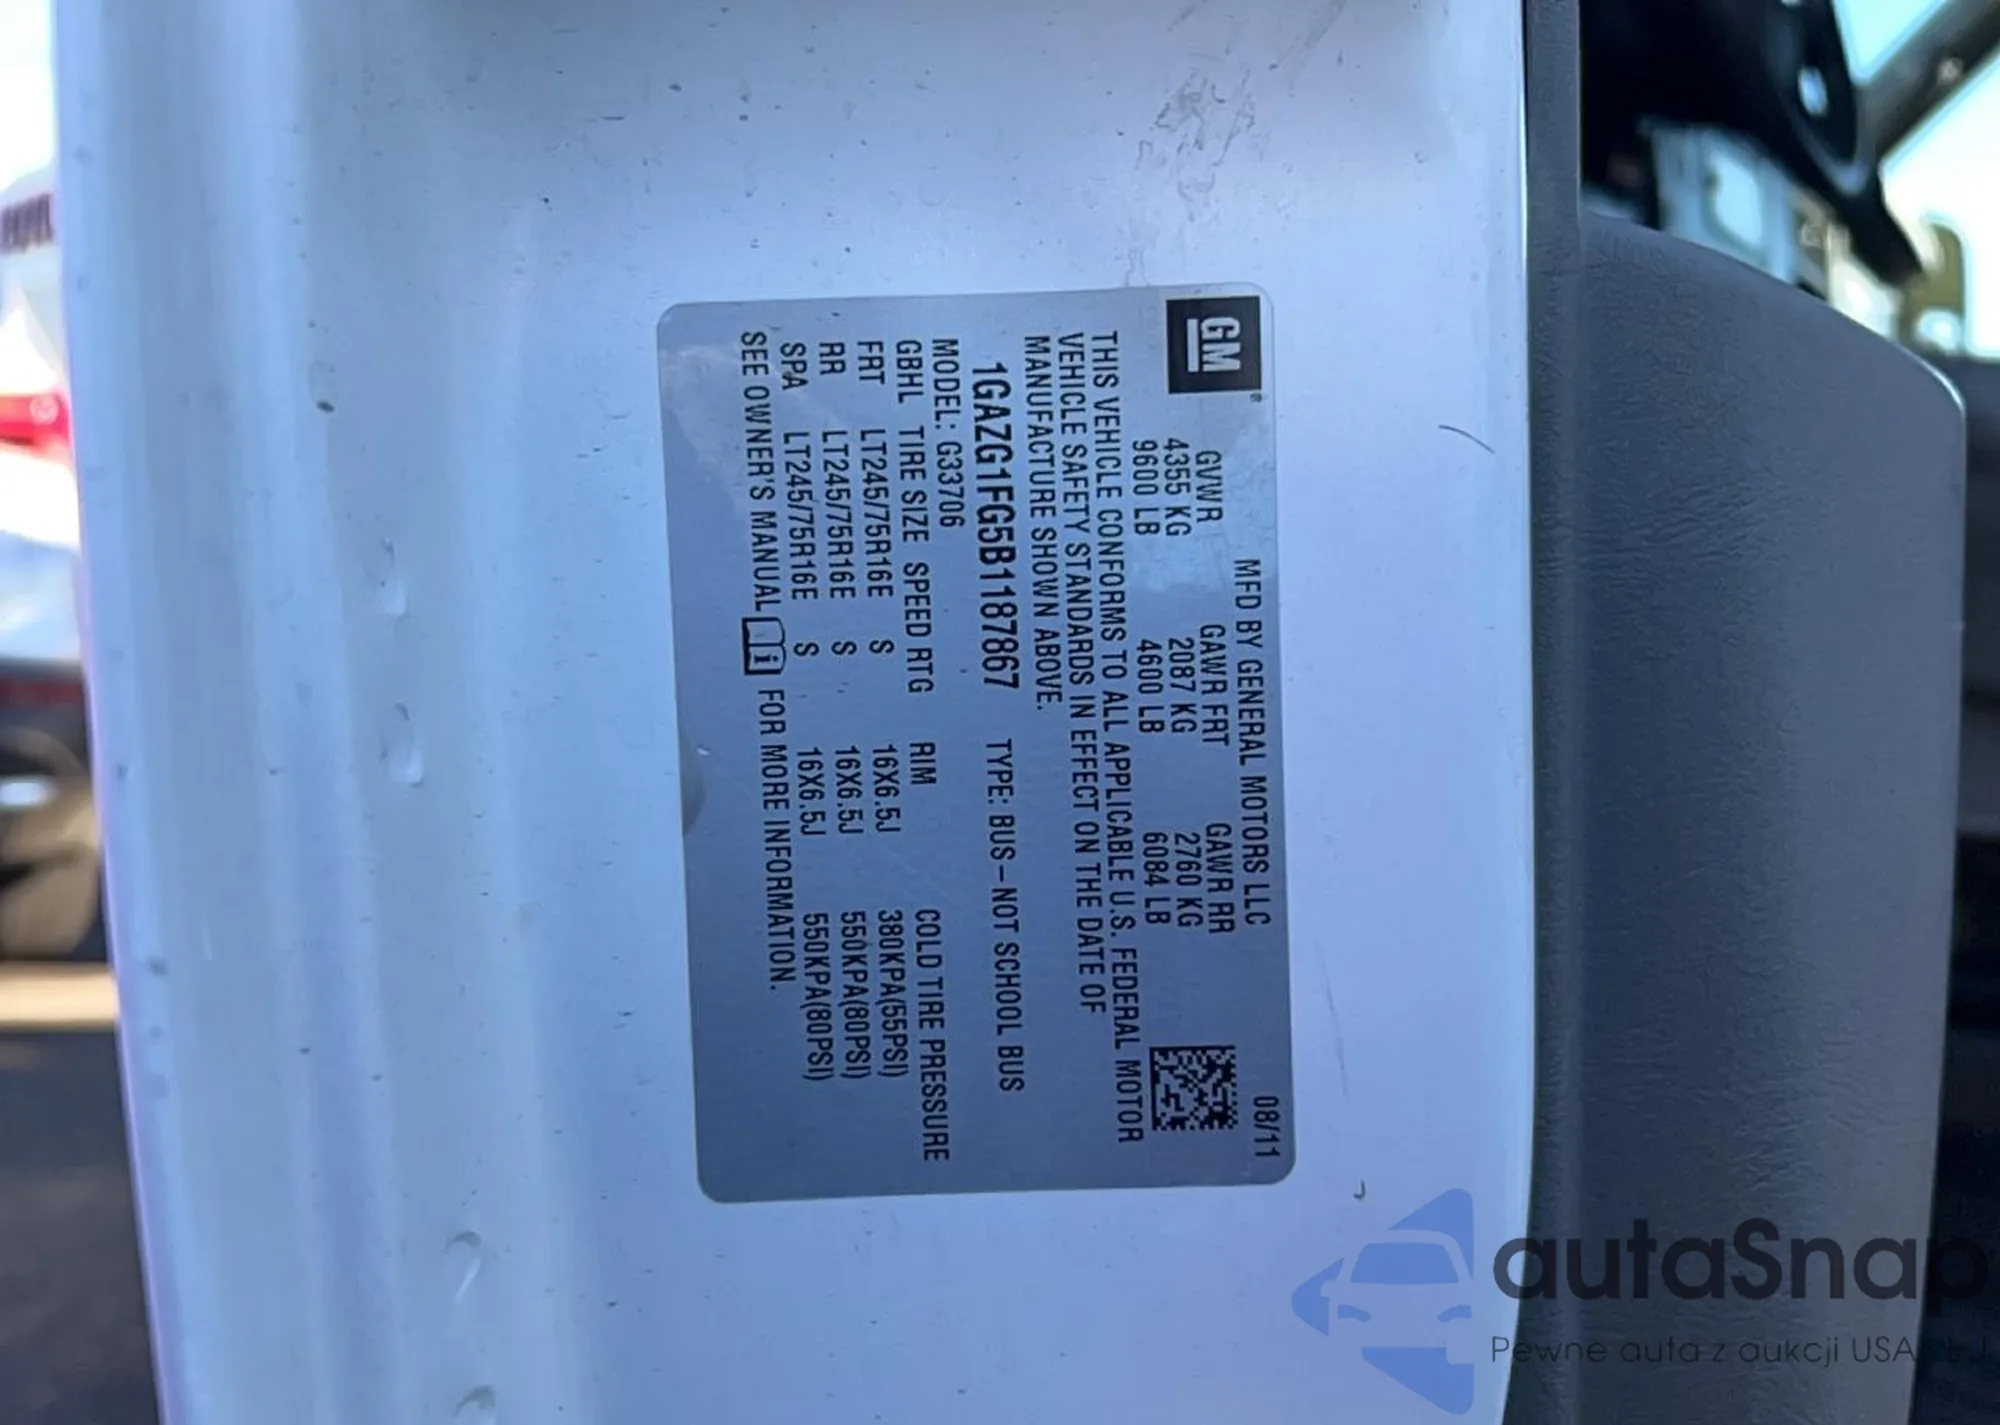 GM
MFD BY GENERAL MOTORS LLC 08/11
GVWR GAWR FRT GAWR RR
4355 KG 2087 KG 2760 KG
9600 LB 4600 LB 6084 LB
THIS VEHICLE CONFORMS TO ALL APPLICABLE U.S. FEDERAL MOTOR
VEHICLE SAFETY STANDARDS IN EFFECT ON THE DATE OF
MANUFACTURE SHOWN ABOVE.
1GAZG1FG5B1187867 TYPE: BUS-NOT SCHOOL BUS
MODEL: G33706
GBHL TIRE SIZE SPEED RTG RIM COLD TIRE PRESSURE
FRT LT245/75R16E S 16X6.5J 380KPA(55PSI)
RR LT245/75R16E S 16X6.5J 550KPA(80PSI)
SPA LT245/75R16E S 16X6.5J 550KPA(80PSI)
SEE OWNER'S MANUAL i FOR MORE INFORMATION.
autaSnap
Pewne auta z aukcji USA